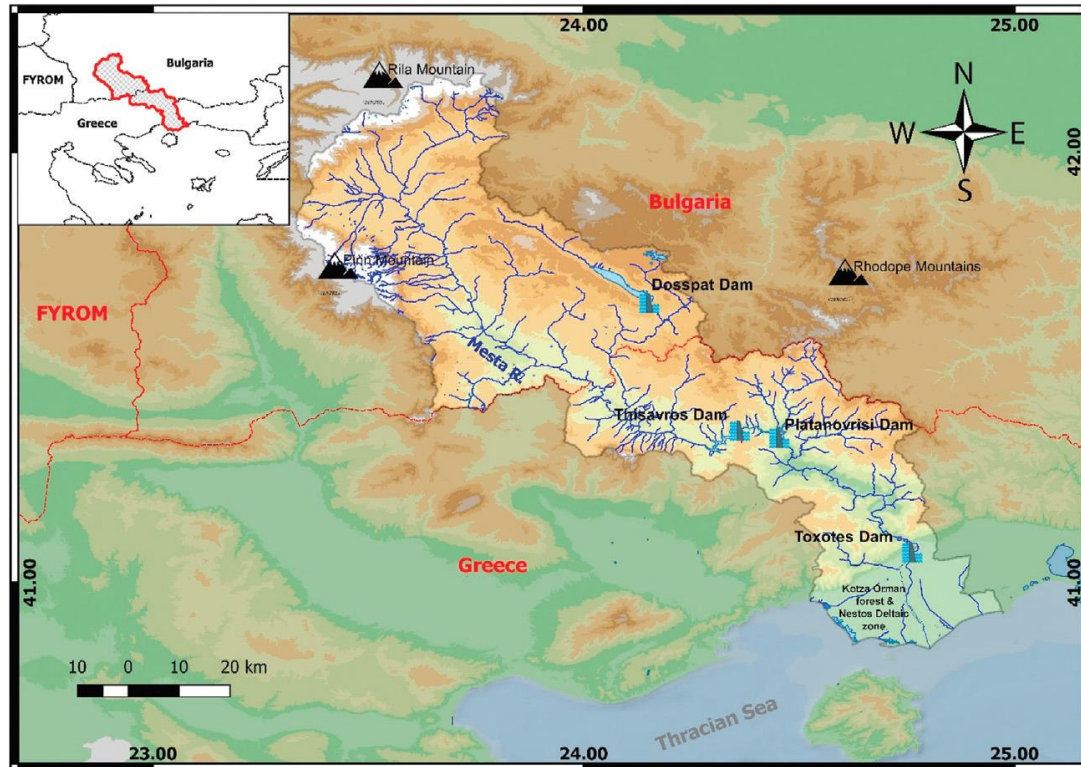 24.00
25.00
FYROM
Bulgaria
Greece
Rila Mountain
N
W
E
S
42.00
Bulgaria
Pirin Mountain
Rhodope Mountains
Dosspat Dam
FYROM
Mesta R.
Thisavros Dam
Platanovrisi Dam
Toxotes Dam
Greece
41.00
41.00
Kotza Orman
forest &
Nestos Deltaic
zone
10 0 10 20 km
Thracian Sea
23.00
24.00
25.00